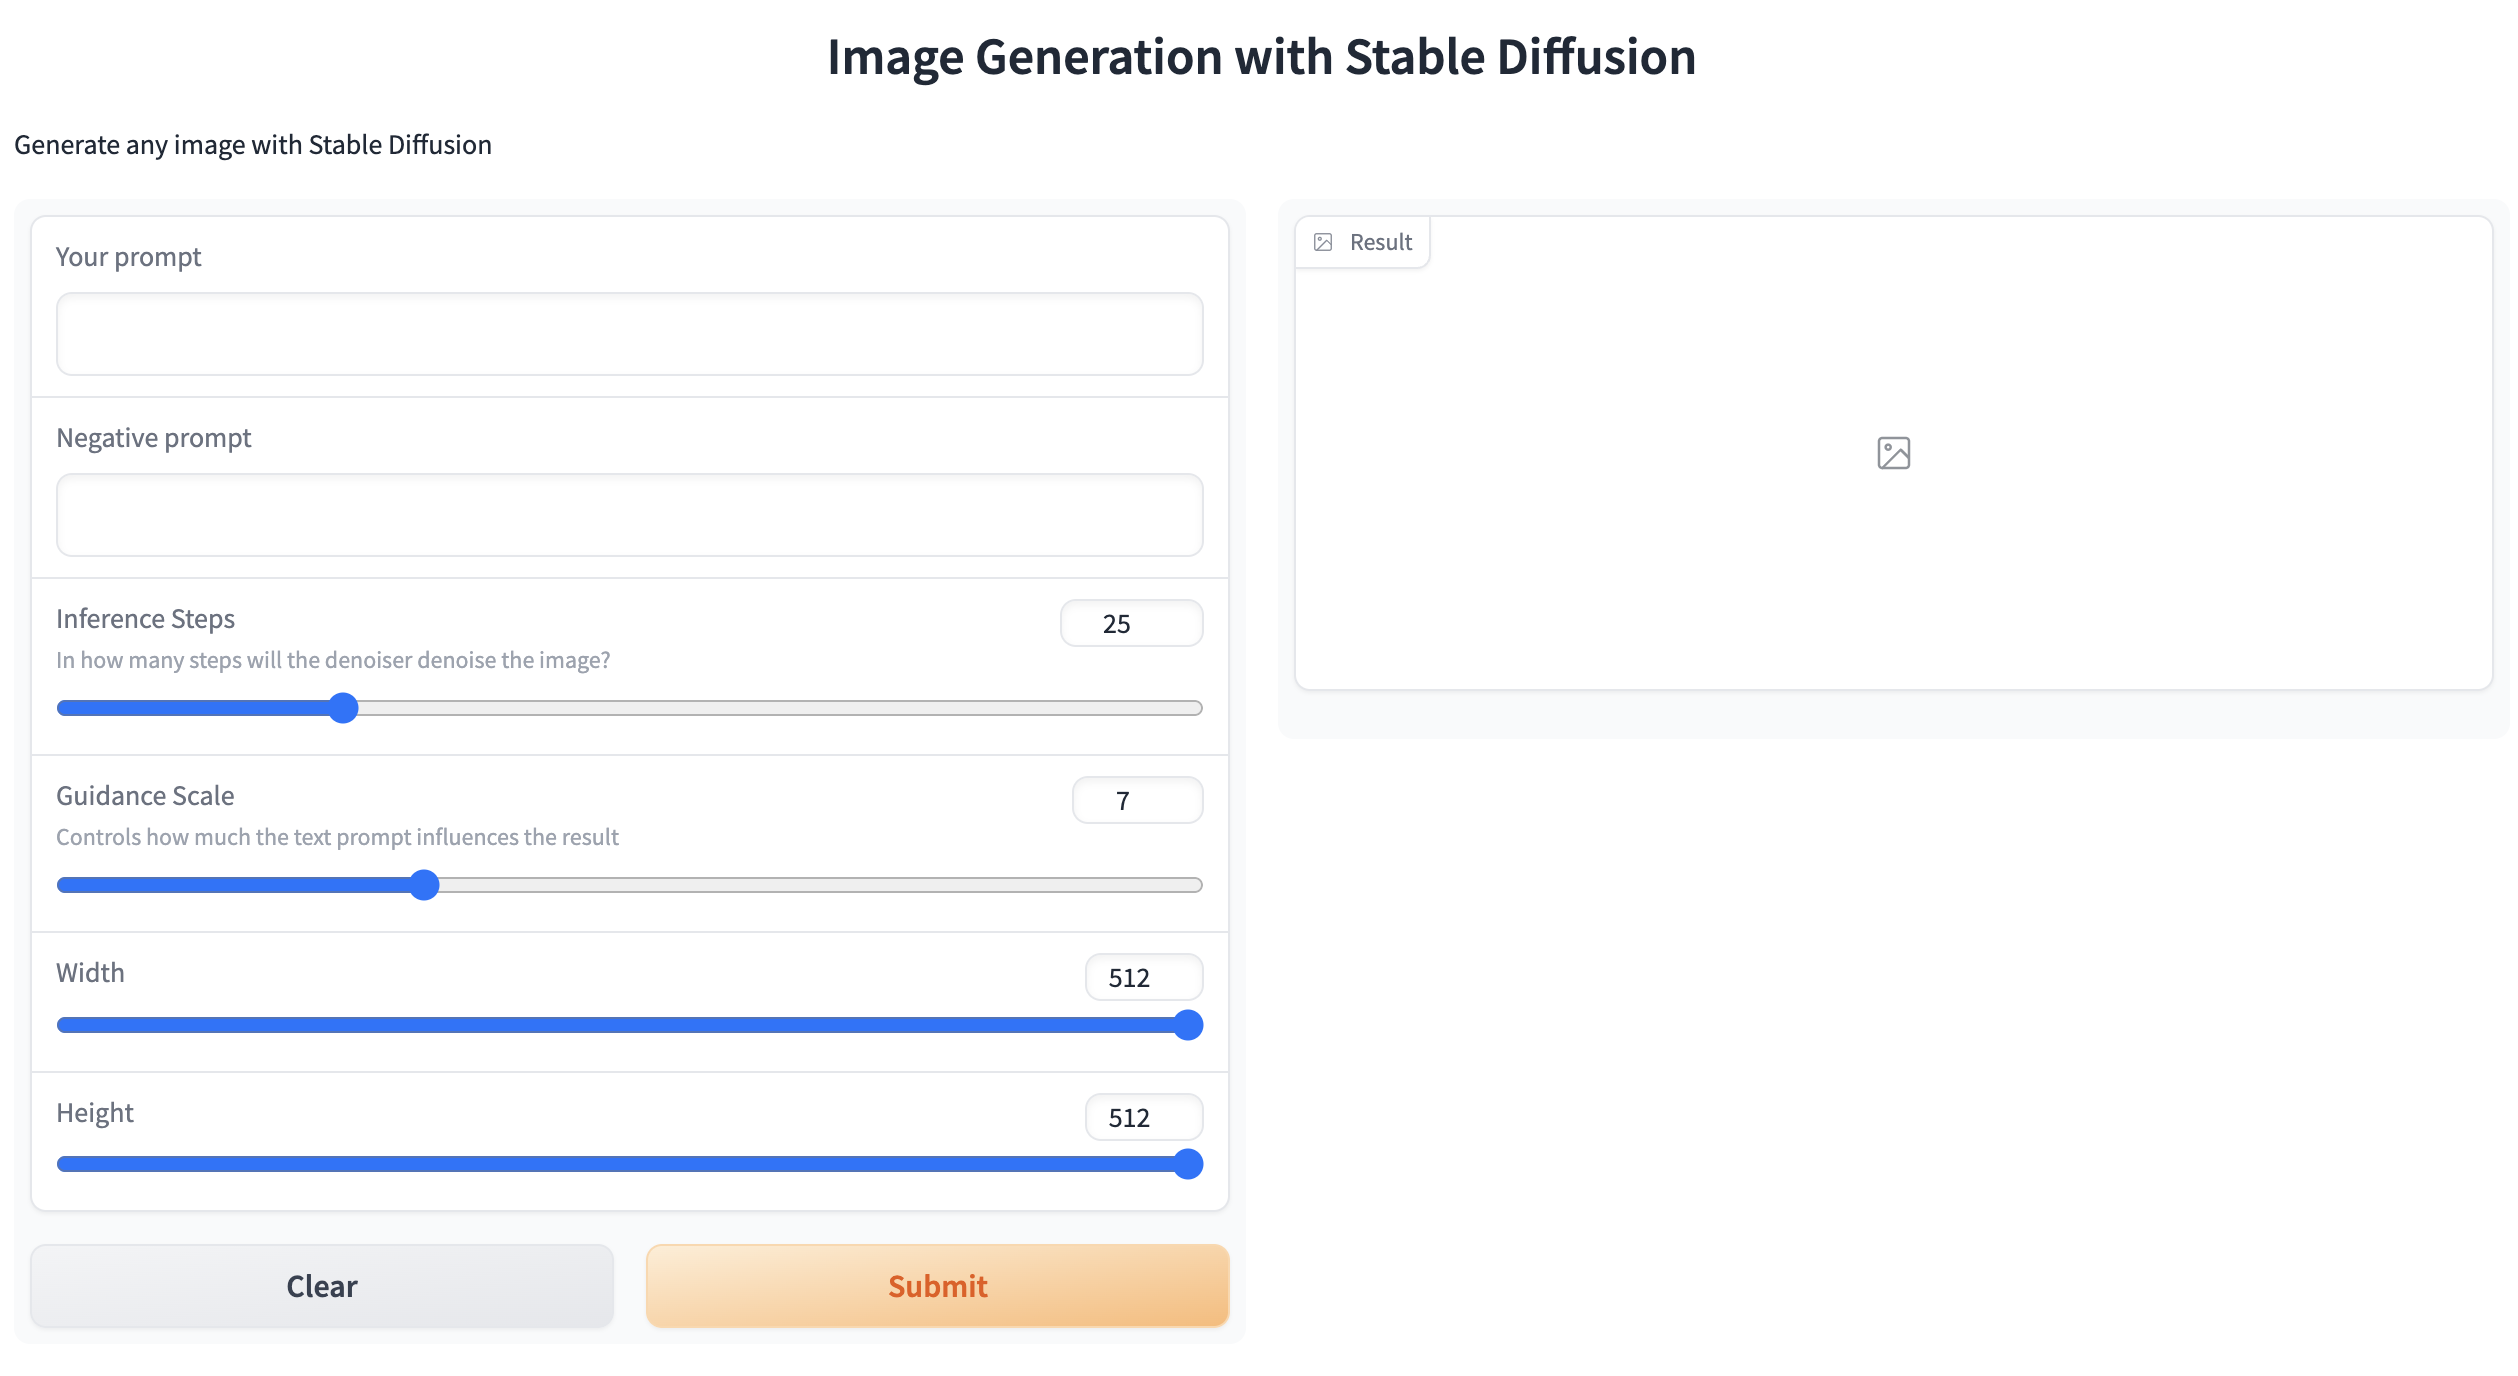 Image Generation with Stable Diffusion
Generate any image with Stable Diffusion
Your prompt
Negative prompt
Inference Steps
25
In how many steps will the denoiser denoise the image?
Guidance Scale
7
Controls how much the text prompt influences the result
Width
512
Height
512
Clear
Submit
Result